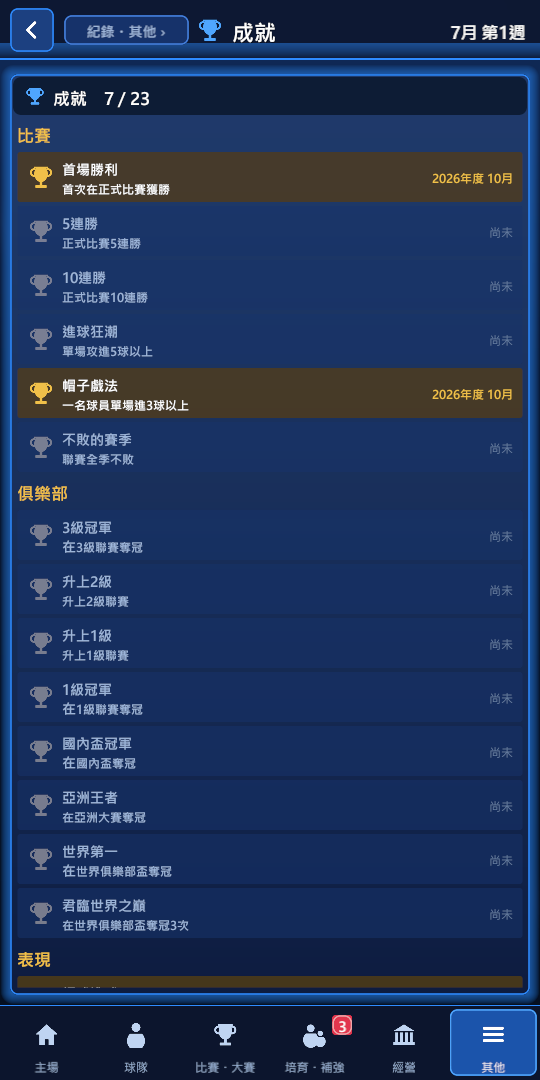 紀錄・其他 ›
成就
7月 第1週
成就 7 / 23
比賽
首場勝利
首次在正式比賽獲勝
2026年度 10月
5連勝
正式比賽5連勝
尚未
10連勝
正式比賽10連勝
尚未
進球狂潮
單場攻進5球以上
尚未
帽子戲法
一名球員單場進3球以上
2026年度 10月
不敗的賽季
聯賽全季不敗
尚未
俱樂部
3級冠軍
在3級聯賽奪冠
尚未
升上2級
升上2級聯賽
尚未
升上1級
升上1級聯賽
尚未
1級冠軍
在1級聯賽奪冠
尚未
國內盃冠軍
在國內盃奪冠
尚未
亞洲王者
在亞洲大賽奪冠
尚未
世界第一
在世界俱樂部盃奪冠
尚未
君臨世界之巔
在世界俱樂部盃奪冠3次
尚未
表現
3
主場
球隊
比賽・大賽
培育・補強
經營
其他